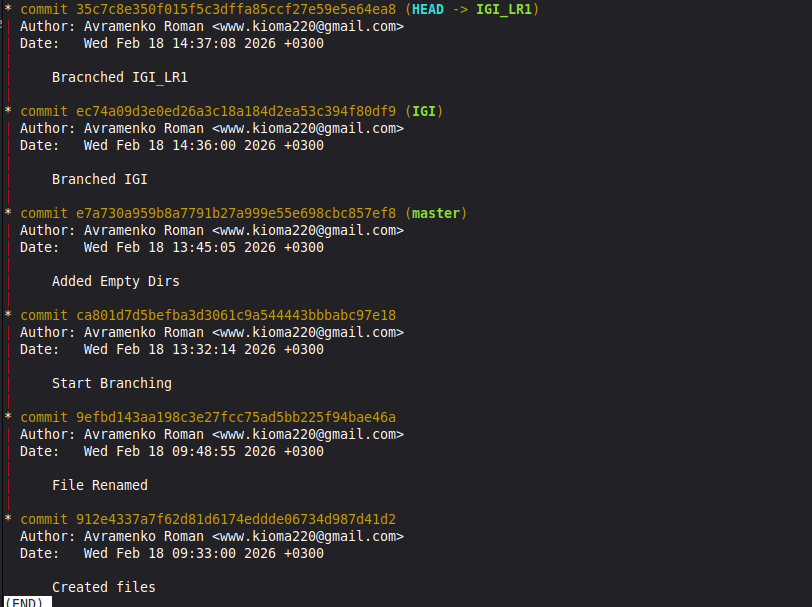 * commit 35c7c8e350f015f5c3dffa85ccf27e59e5e64ea8 (HEAD -> IGI_LR1)
| Author: Avramenko Roman <www.kioma220@gmail.com>
| Date:   Wed Feb 18 14:37:08 2026 +0300
|
|     Bracnched IGI_LR1
|
* commit ec74a09d3e0ed26a3c18a184d2ea53c394f80df9 (IGI)
| Author: Avramenko Roman <www.kioma220@gmail.com>
| Date:   Wed Feb 18 14:36:00 2026 +0300
|
|     Branched IGI
|
* commit e7a730a959b8a7791b27a999e55e698cbc857ef8 (master)
| Author: Avramenko Roman <www.kioma220@gmail.com>
| Date:   Wed Feb 18 13:45:05 2026 +0300
|
|     Added Empty Dirs
|
* commit ca801d7d5befba3d3061c9a544443bbbabc97e18
| Author: Avramenko Roman <www.kioma220@gmail.com>
| Date:   Wed Feb 18 13:32:14 2026 +0300
|
|     Start Branching
|
* commit 9efbd143aa198c3e27fcc75ad5bb225f94bae46a
| Author: Avramenko Roman <www.kioma220@gmail.com>
| Date:   Wed Feb 18 09:48:55 2026 +0300
|
|     File Renamed
|
* commit 912e4337a7f62d81d6174eddde06734d987d41d2
  Author: Avramenko Roman <www.kioma220@gmail.com>
  Date:   Wed Feb 18 09:33:00 2026 +0300

      Created files
(END)